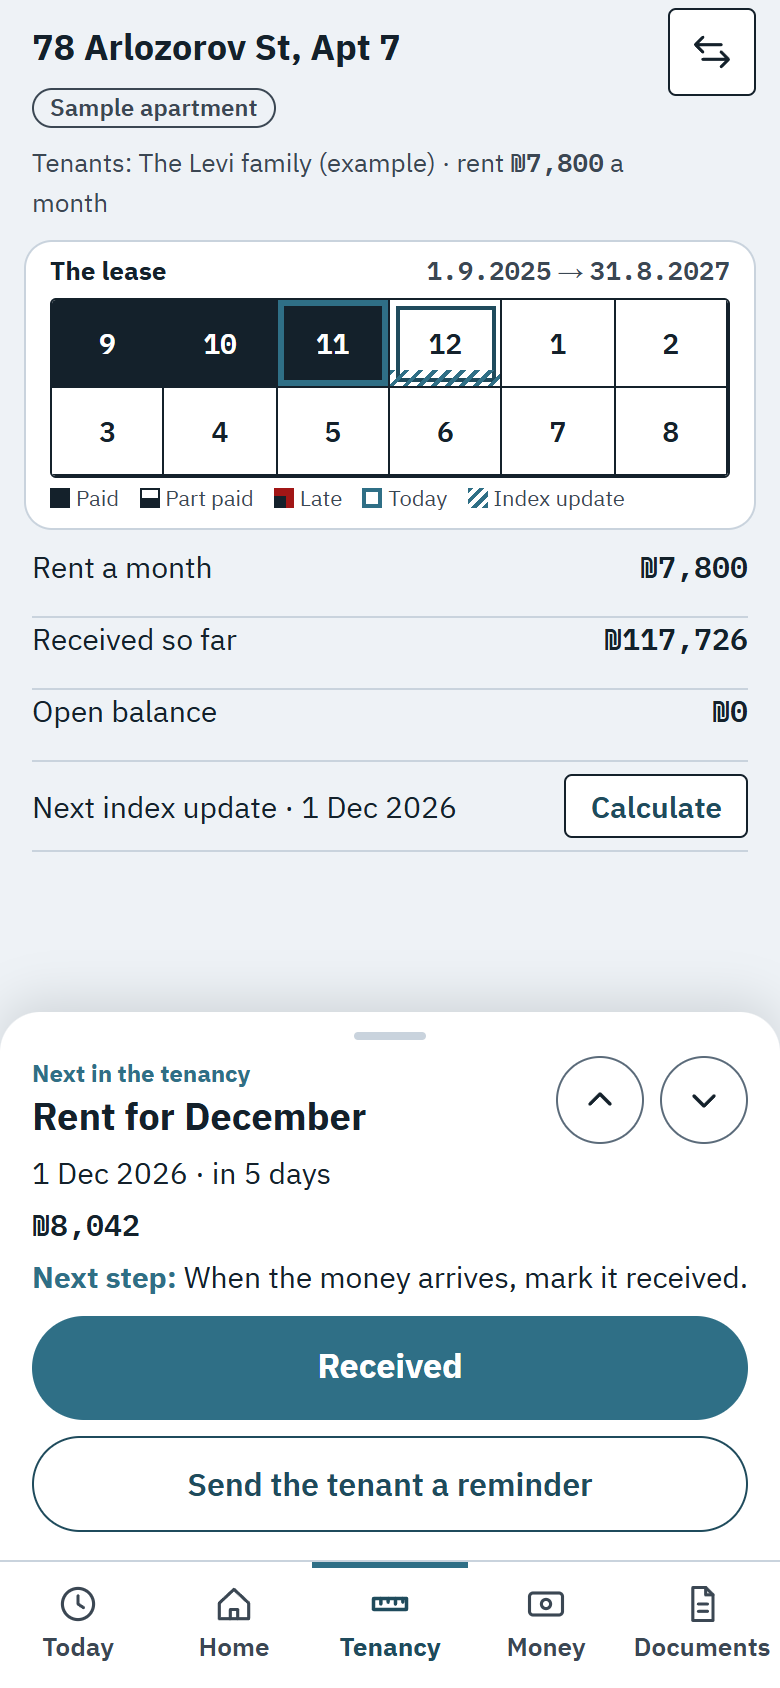 78 Arlozorov St, Apt 7
Sample apartment
Tenants: The Levi family (example) · rent ₪7,800 a
month
The lease 1.9.2025 → 31.8.2027
9 10 11 12 1 2
3 4 5 6 7 8
Paid Part paid Late Today Index update
Rent a month ₪7,800
Received so far ₪117,726
Open balance ₪0
Next index update · 1 Dec 2026 Calculate
Next in the tenancy
Rent for December
1 Dec 2026 · in 5 days
₪8,042
Next step: When the money arrives, mark it received.
Received
Send the tenant a reminder
Today Home Tenancy Money Documents